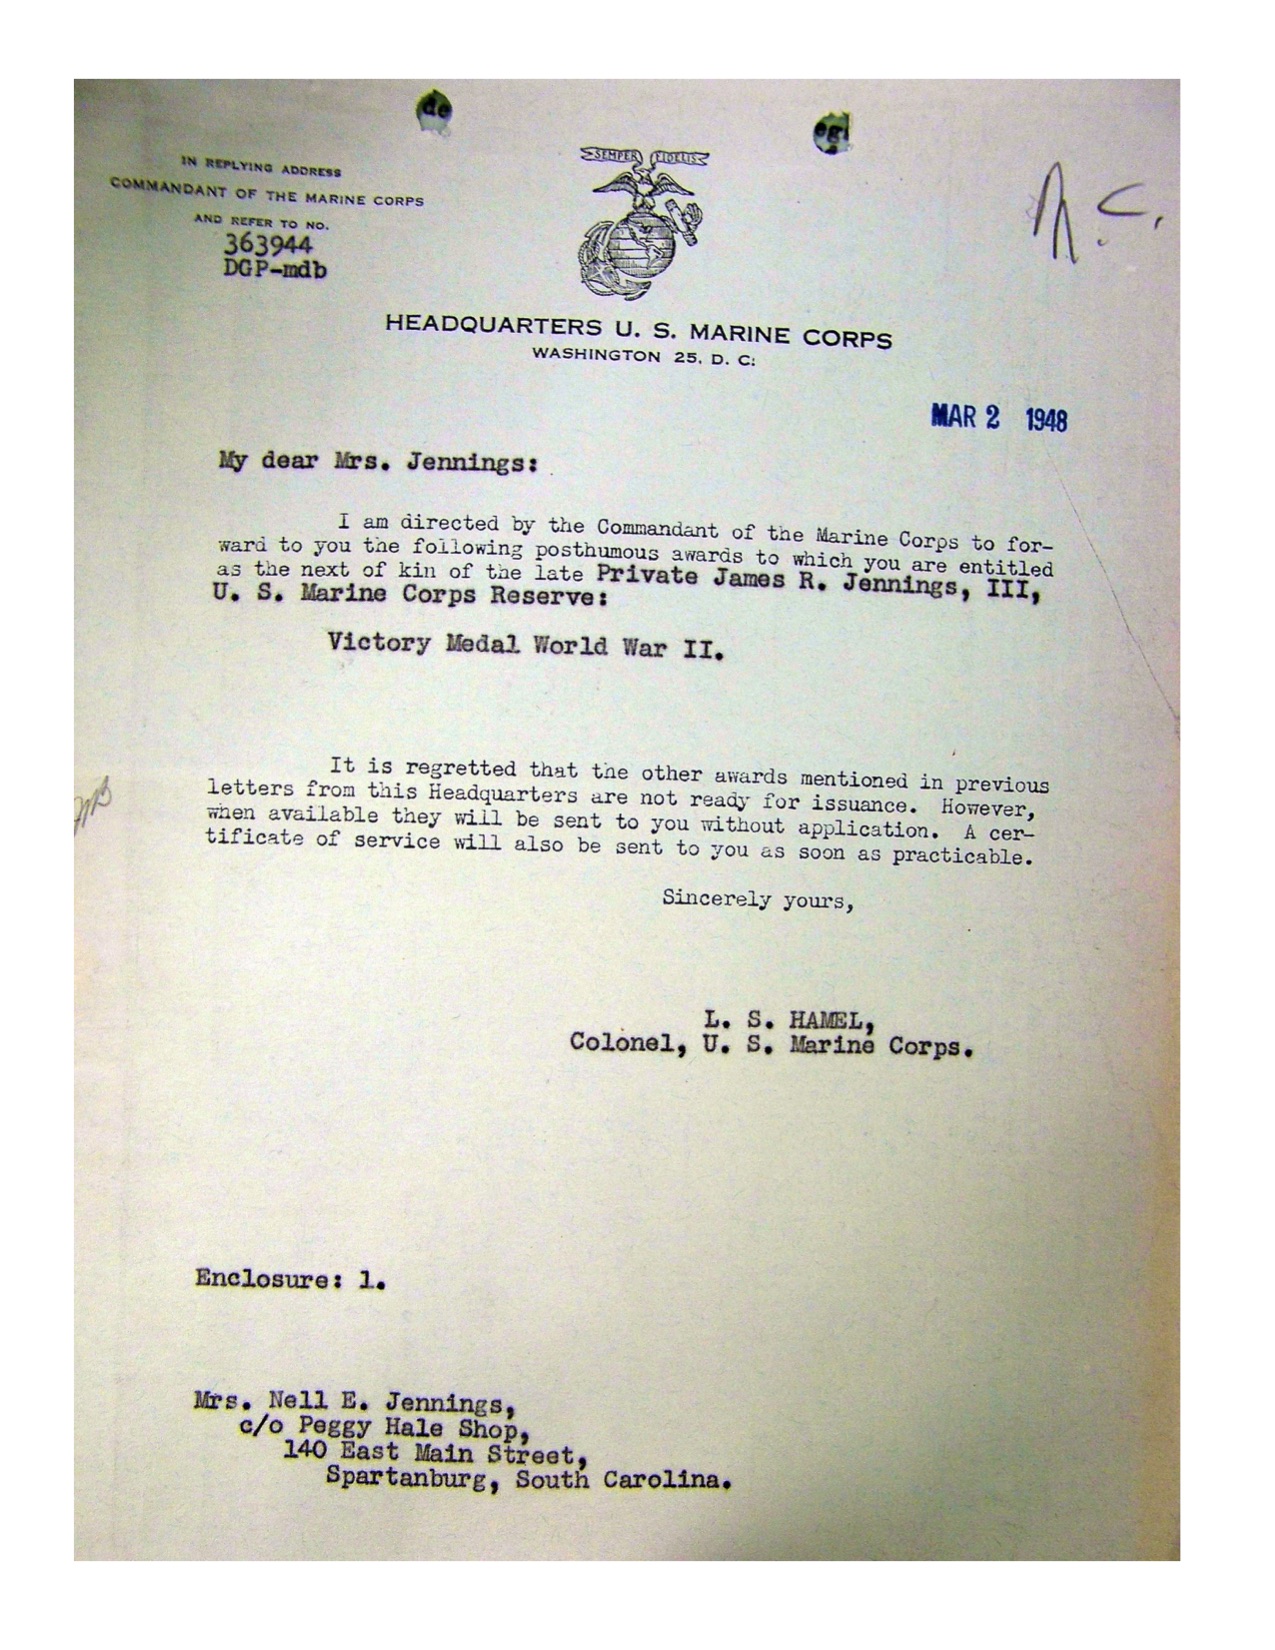 de
egl
IN REPLYING ADDRESS
COMMANDANT OF THE MARINE CORPS
AND REFER TO NO.
363944
DGP-mdb
SEMPER FIDELIS
HEADQUARTERS U. S. MARINE CORPS
WASHINGTON 25, D. C.
MAR 2 1948
My dear Mrs. Jennings:
I am directed by the Commandant of the Marine Corps to for-
ward to you the following posthumous awards to which you are entitled
as the next of kin of the late Private James R. Jennings, III,
U. S. Marine Corps Reserve:
Victory Medal World War II.
It is regretted that the other awards mentioned in previous
letters from this Headquarters are not ready for issuance. However,
when available they will be sent to you without application. A cer-
tificate of service will also be sent to you as soon as practicable.
Sincerely yours,
L. S. HAMEL,
Colonel, U. S. Marine Corps.
Enclosure: 1.
Mrs. Nell E. Jennings,
c/o Peggy Hale Shop,
140 East Main Street,
Spartanburg, South Carolina.